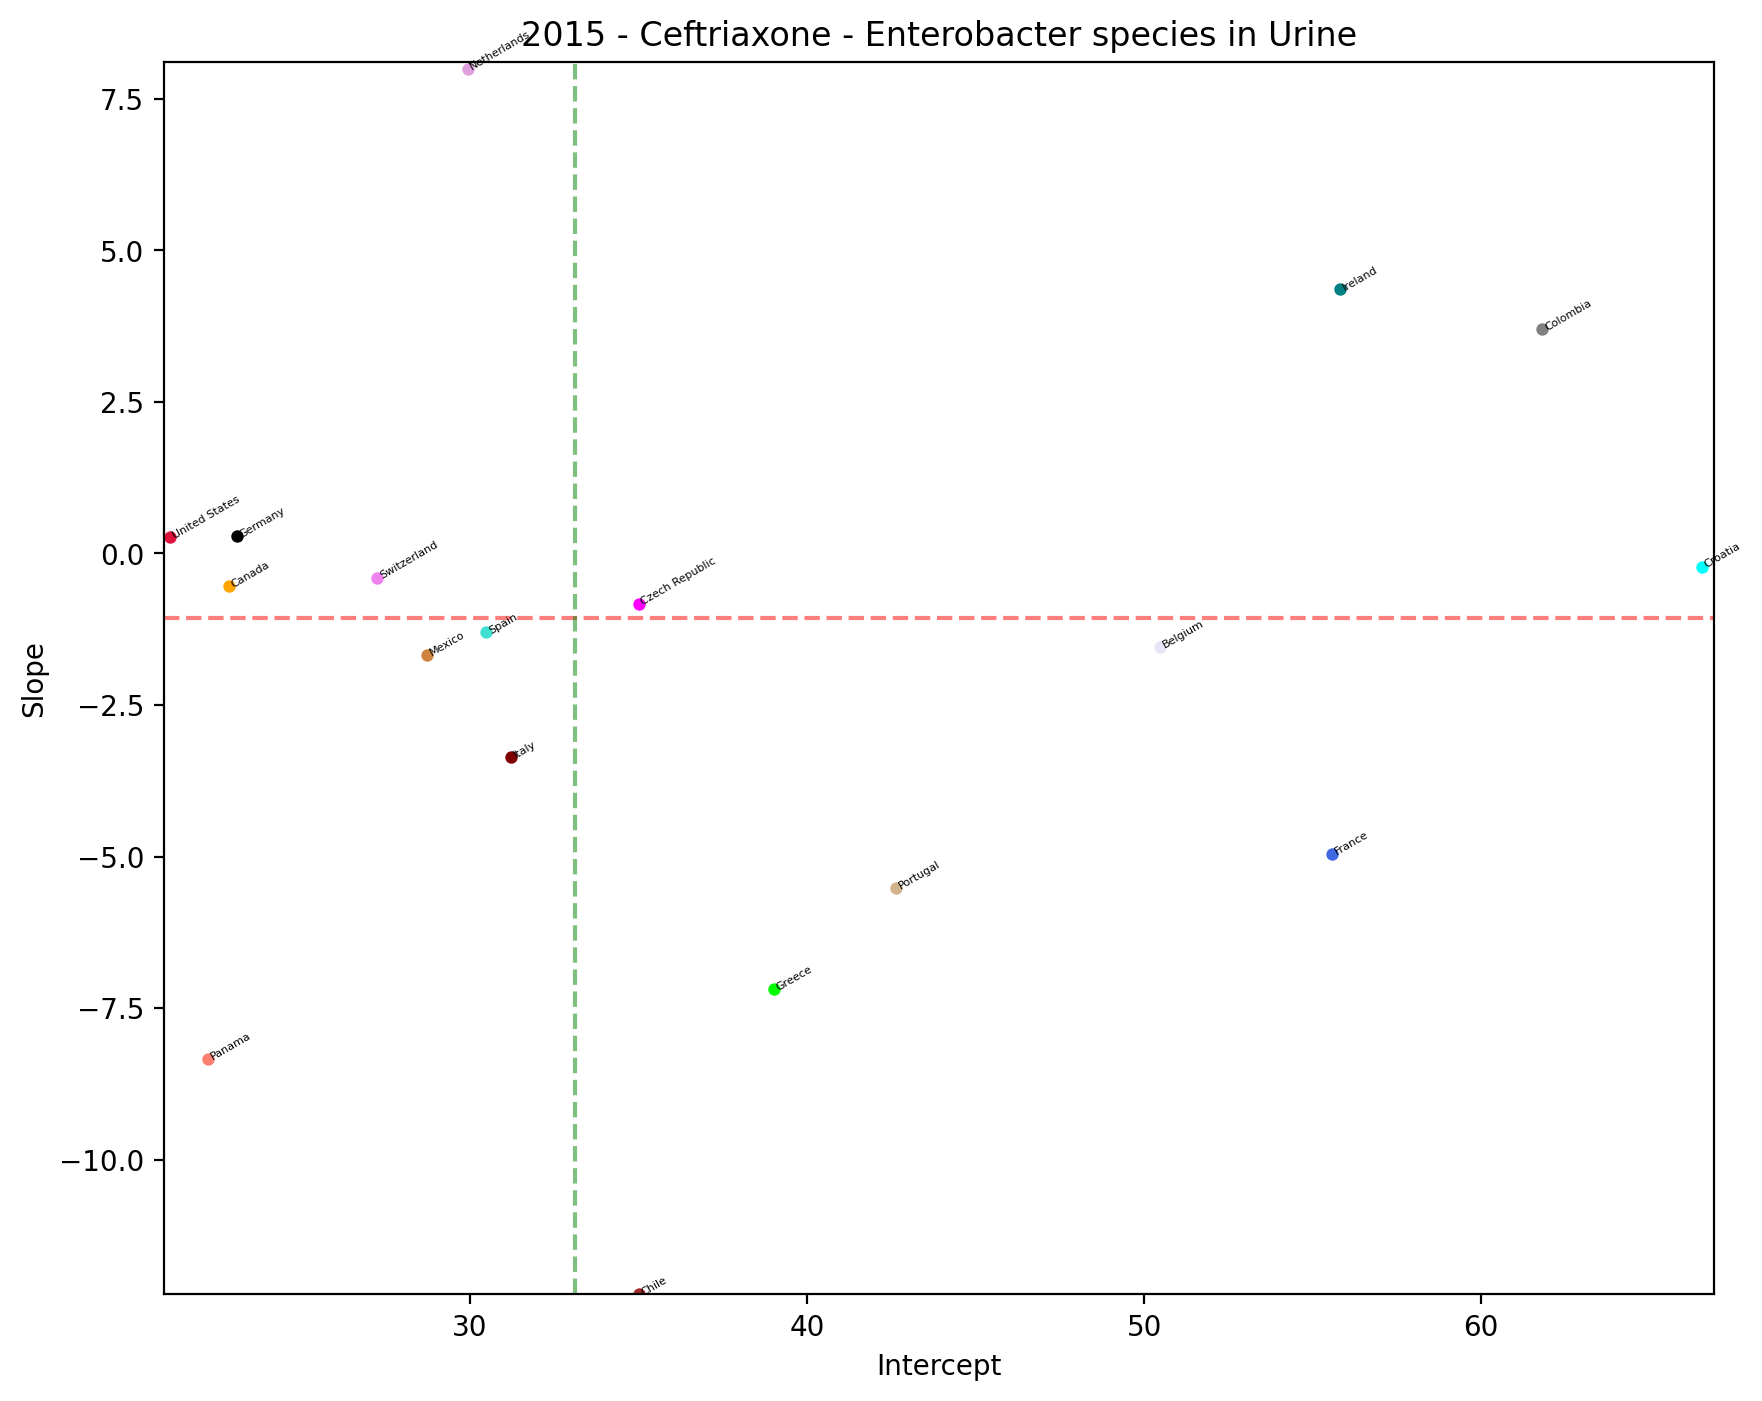 2015 - Ceftriaxone - Enterobacter species in Urine
Netherlands
7.5
5.0
Ireland
Colombia
2.5
United States
Germany
0.0
Canada
Switzerland
Czech Republic
Croatia
Spain
Mexico
Belgium
Slope
−2.5
Italy
−5.0
France
Portugal
Greece
−7.5
Panama
−10.0
Chile
30
40
50
60
Intercept